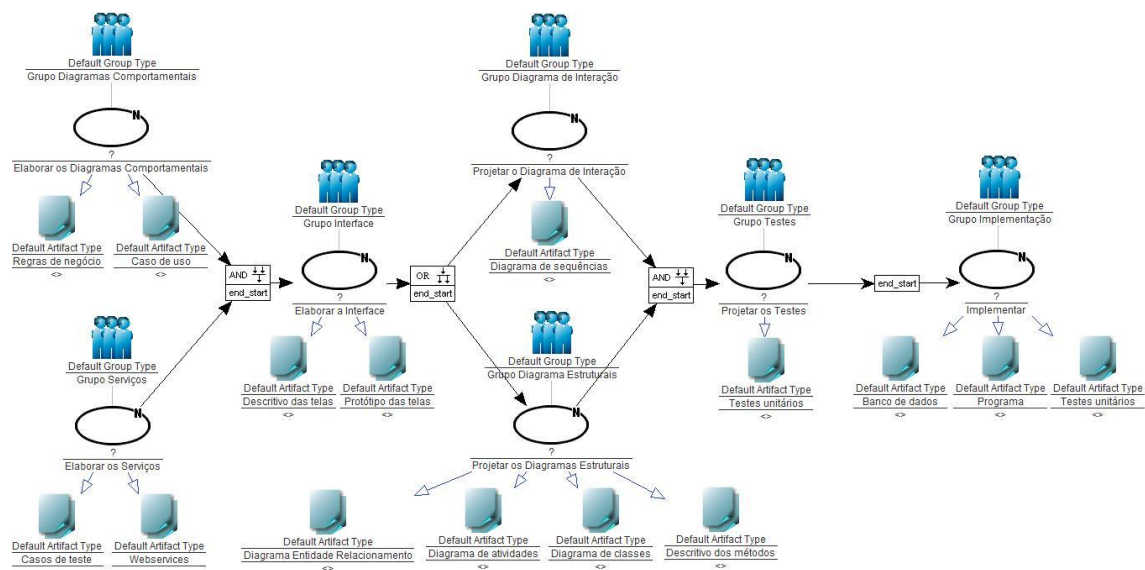 Default Group Type
Grupo Diagramas Comportamentais
N
?
Elaborar os Diagramas Comportamentais
Default Artifact Type
Regras de negócio
<>
Default Artifact Type
Caso de uso
<>
Default Group Type
Grupo Serviços
N
?
Elaborar os Serviços
Default Artifact Type
Casos de teste
<>
Default Artifact Type
Webservices
<>
AND
end_start
Default Group Type
Grupo Interface
N
?
Elaborar a Interface
Default Artifact Type
Descritivo das telas
<>
Default Artifact Type
Protótipo das telas
<>
OR
end_start
Default Group Type
Grupo Diagrama de Interação
N
?
Projetar o Diagrama de Interação
Default Artifact Type
Diagrama de sequências
<>
Default Group Type
Grupo Diagrama Estruturais
N
?
Projetar os Diagramas Estruturais
Default Artifact Type
Diagrama Entidade Relacionamento
<>
Default Artifact Type
Diagrama de atividades
<>
Default Artifact Type
Diagrama de classes
<>
Default Artifact Type
Descritivo dos métodos
<>
AND
end_start
Default Group Type
Grupo Testes
N
?
Projetar os Testes
Default Artifact Type
Testes unitários
<>
end_start
Default Group Type
Grupo Implementação
N
?
Implementar
Default Artifact Type
Banco de dados
<>
Default Artifact Type
Programa
<>
Default Artifact Type
Testes unitários
<>